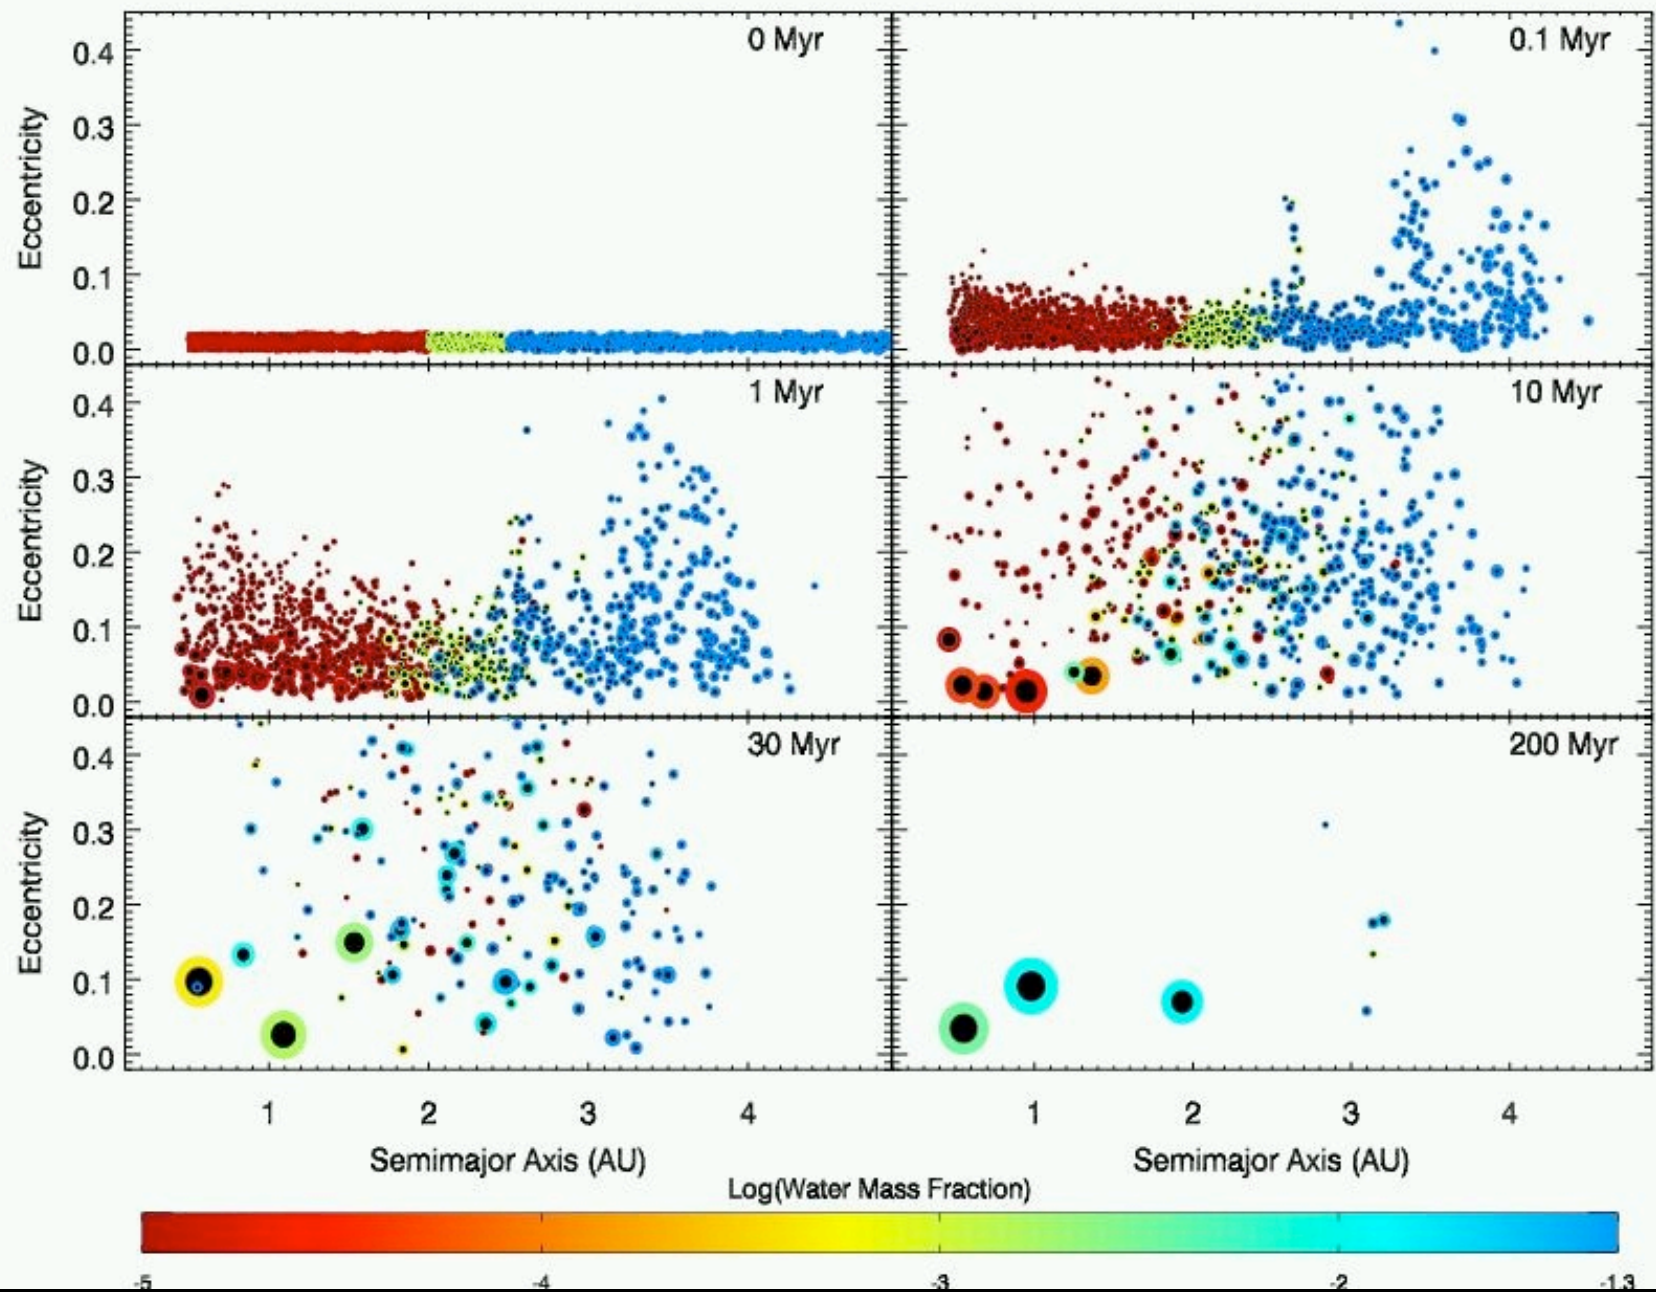 0 Myr
0.1 Myr
0.4
0.3
0.2
0.1
0.0
Eccentricity
1 Myr
10 Myr
0.4
0.3
0.2
0.1
0.0
Eccentricity
30 Myr
200 Myr
0.4
0.3
0.2
0.1
0.0
Eccentricity
1 2 3 4
1 2 3 4
Semimajor Axis (AU)
Semimajor Axis (AU)
Log(Water Mass Fraction)
-5 -4 -3 -2 -1.3